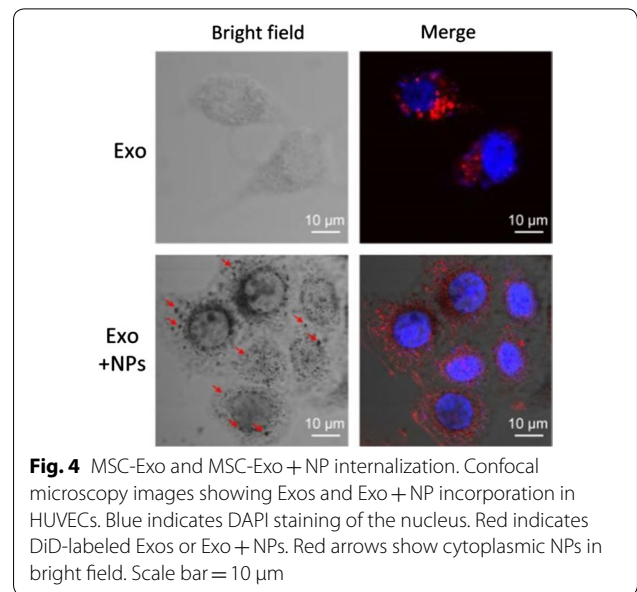 Bright field Merge
Exo
10 μm 10 μm
Exo
+NPs
10 μm 10 μm
Fig. 4 MSC-Exo and MSC-Exo + NP internalization. Confocal
microscopy images showing Exos and Exo + NP incorporation in
HUVECs. Blue indicates DAPI staining of the nucleus. Red indicates
DiD-labeled Exos or Exo + NPs. Red arrows show cytoplasmic NPs in
bright field. Scale bar = 10 μm